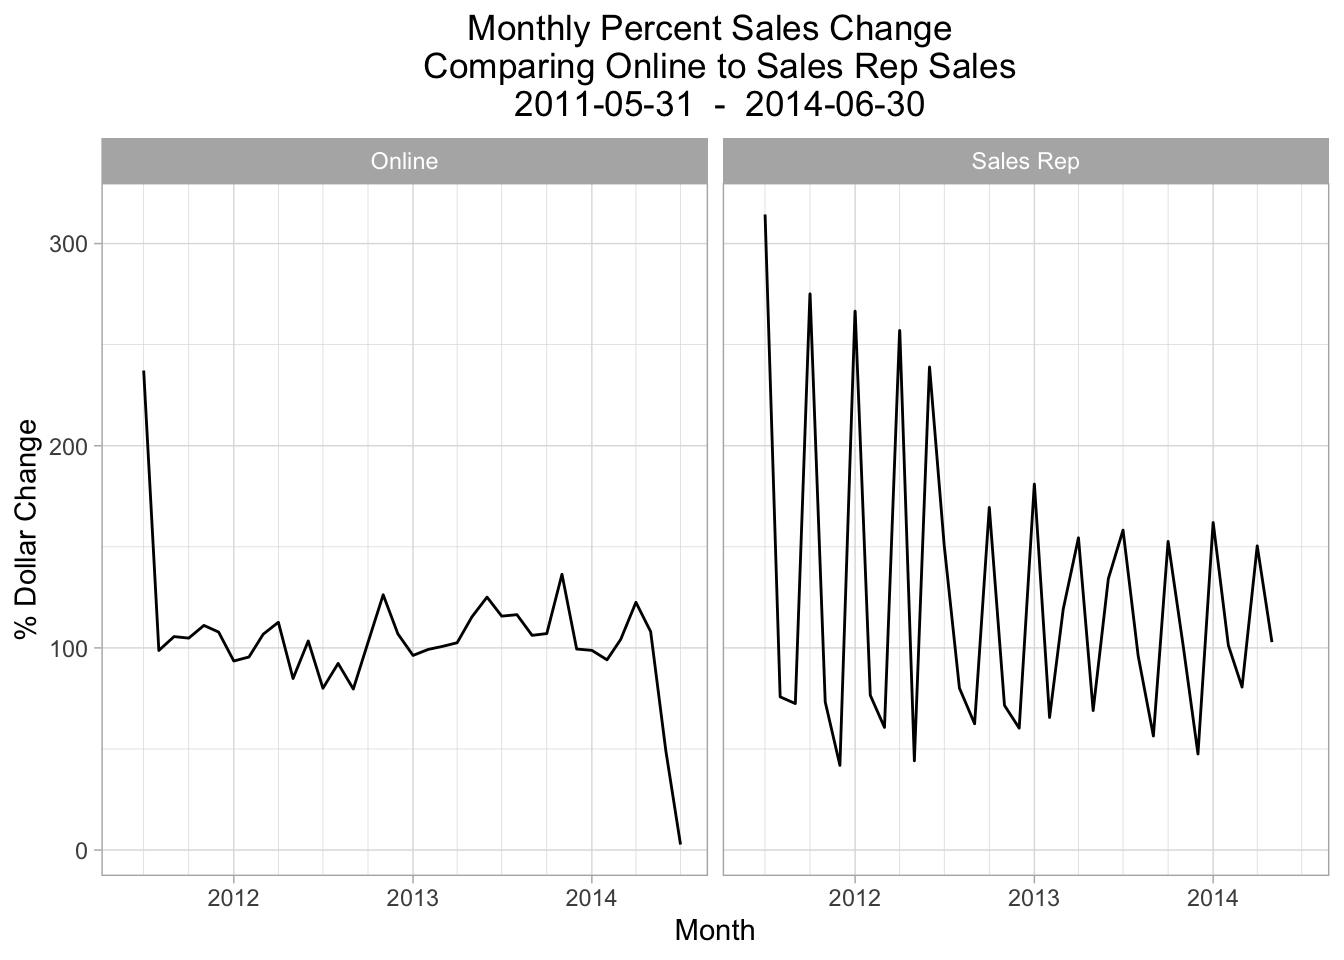 Monthly Percent Sales Change
Comparing Online to Sales Rep Sales
2011-05-31 - 2014-06-30
Online
Sales Rep
% Dollar Change
300
200
100
0
2012
2013
2014
2012
2013
2014
Month